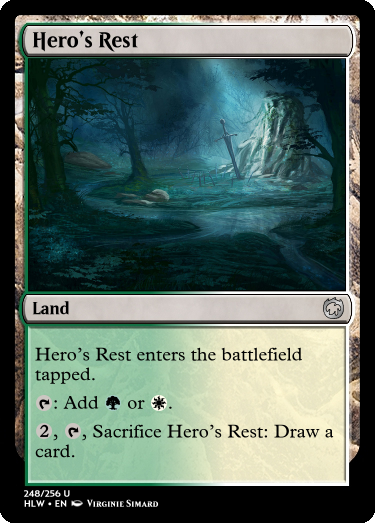 Hero's Rest
Land
Hero's Rest enters the battlefield
tapped.
: Add or .
2, , Sacrifice Hero's Rest: Draw a
card.
248/256 U
HLW • EN Virginie Simard